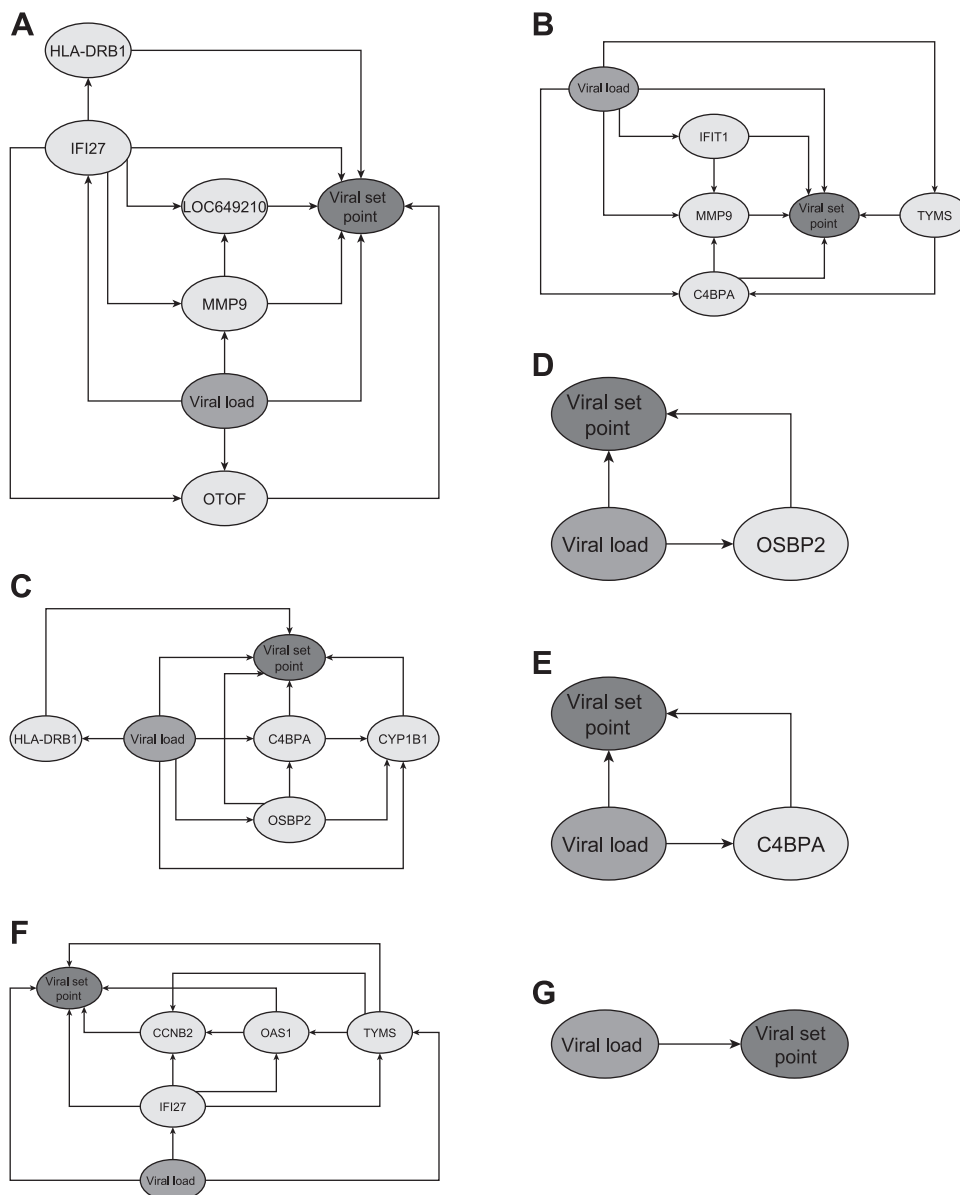 A
HLA-DRB1
IFI27
LOC649210
Viral set
point
MMP9
Viral load
OTOF
B
Viral load
IFIT1
MMP9
Viral set
point
TYMS
C4BPA
C
Viral set
point
HLA-DRB1
Viral load
C4BPA
CYP1B1
OSBP2
D
Viral set
point
Viral load
OSBP2
E
Viral set
point
Viral load
C4BPA
F
Viral set
point
CCNB2
OAS1
TYMS
IFI27
Viral load
G
Viral load
Viral set
point